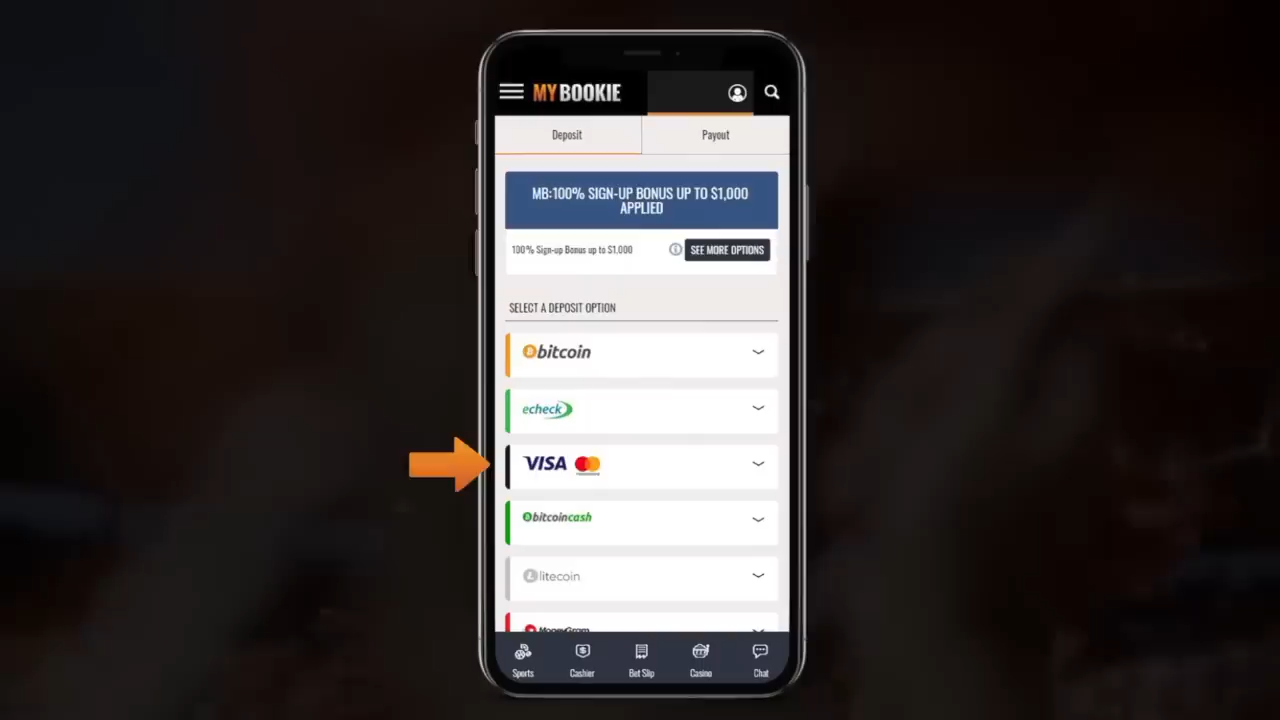 MYBOOKIE
Deposit
Payout
MB:100% SIGN-UP BONUS UP TO $1,000
APPLIED
100% Sign-up Bonus up to $1,000
SEE MORE OPTIONS
SELECT A DEPOSIT OPTION
bitcoin
echeck
VISA
bitcoincash
litecoin
MoneyGram
Sports
Cashier
Bet Slip
Casino
Chat